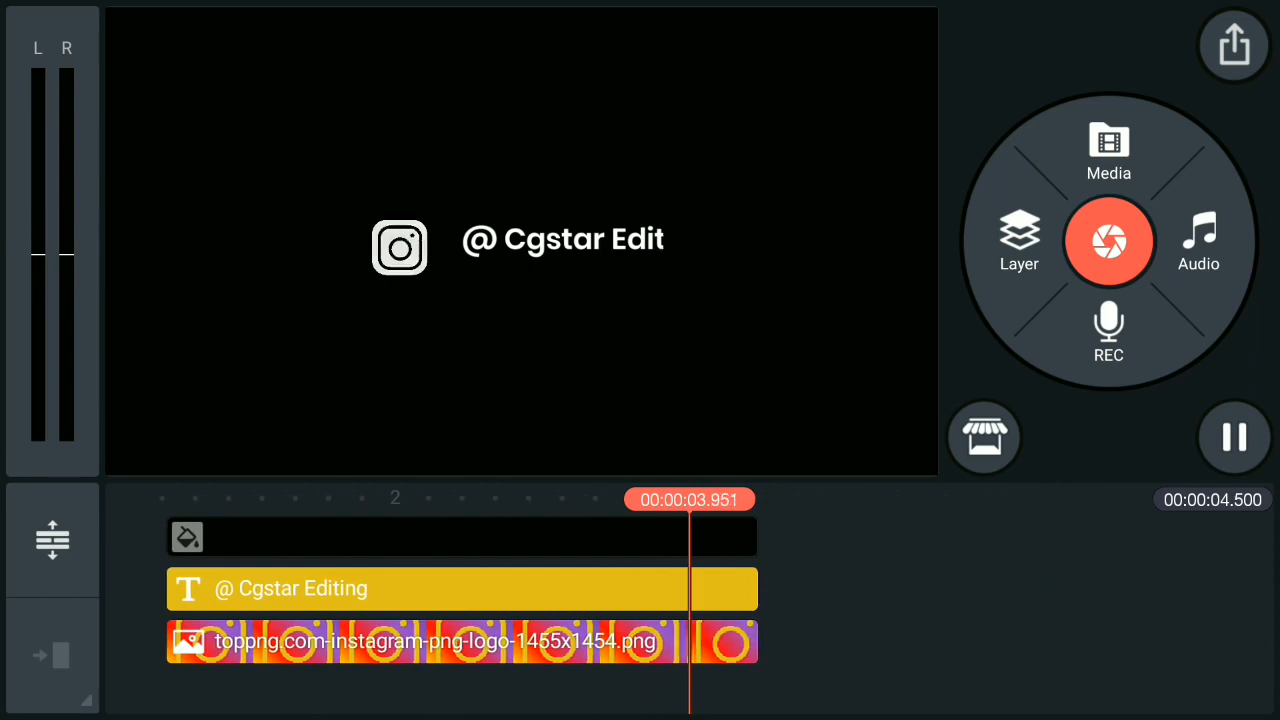 L R
Media
@ Cgstar Edit
Layer
Audio
REC
2
00:00:03.951
00:00:04.500
@ Cgstar Editing
toppng.com-instagram-png-logo-1455x1454.png